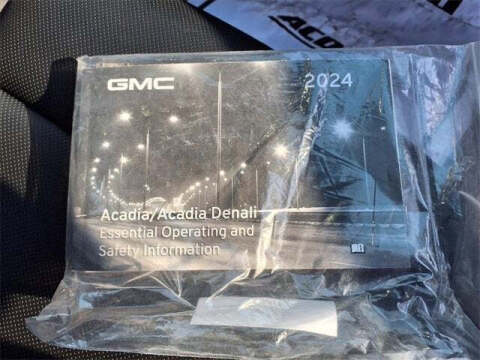 GMC 2024
Acadia/Acadia Denali
Essential Operating and
Safety Information